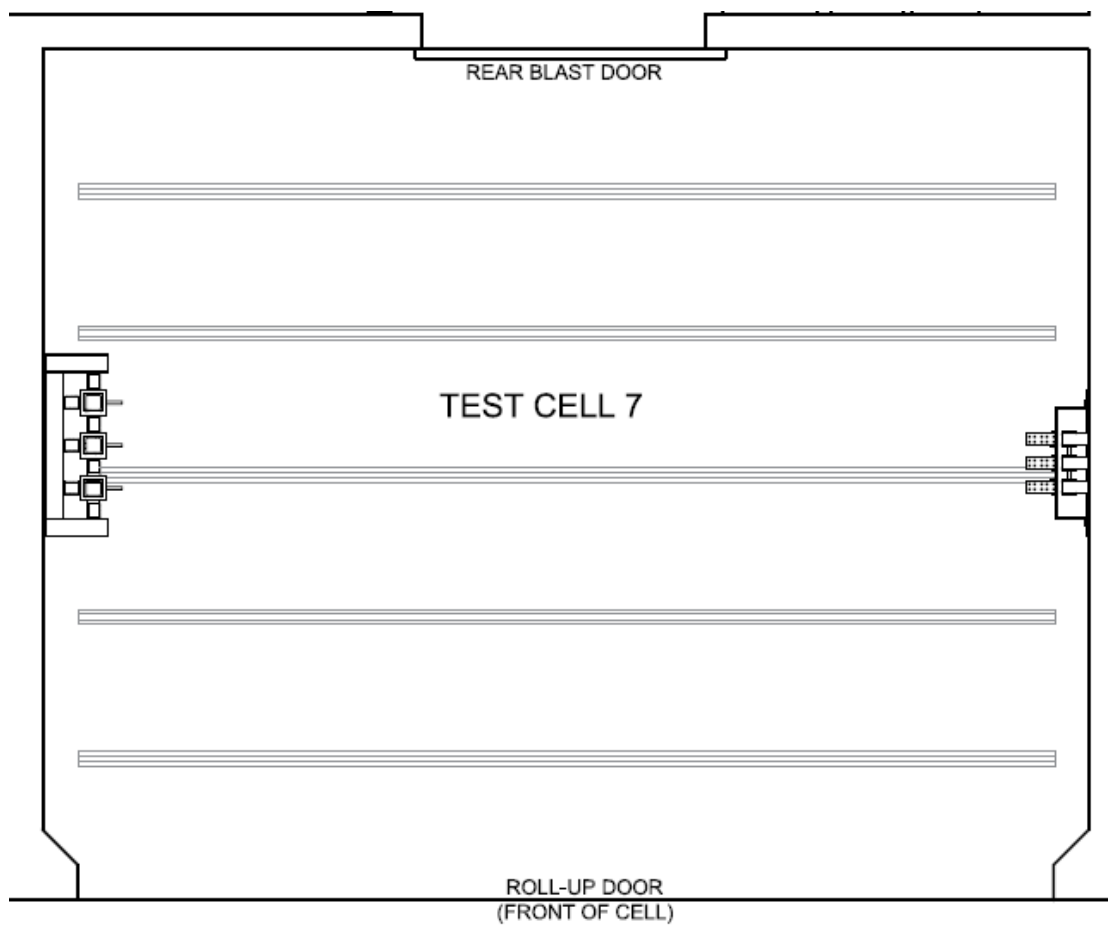 REAR BLAST DOOR
TEST CELL 7
ROLL-UP DOOR
(FRONT OF CELL)